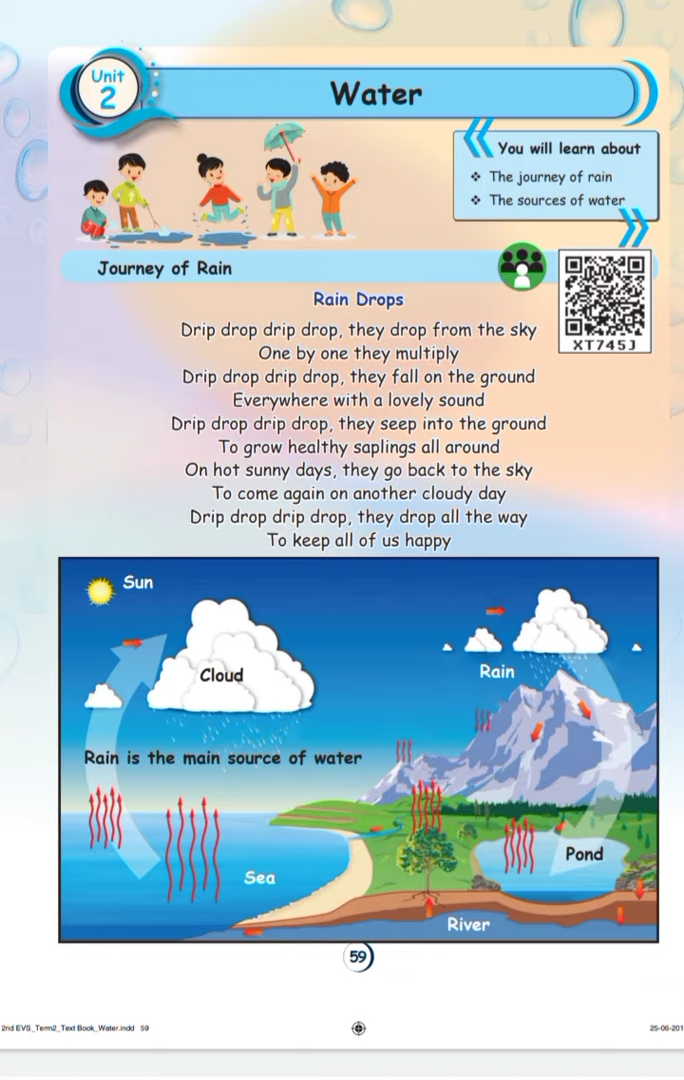 Unit
2
Water
You will learn about
❖ The journey of rain
❖ The sources of water
Journey of Rain
XT745J
Rain Drops
Drip drop drip drop, they drop from the sky
One by one they multiply
Drip drop drip drop, they fall on the ground
Everywhere with a lovely sound
Drip drop drip drop, they seep into the ground
To grow healthy saplings all around
On hot sunny days, they go back to the sky
To come again on another cloudy day
Drip drop drip drop, they drop all the way
To keep all of us happy
Sun
Cloud
Rain
Rain is the main source of water
Sea
Pond
River
59
2nd EVS_Term2_Text Book_Water.indd 59
25-06-201